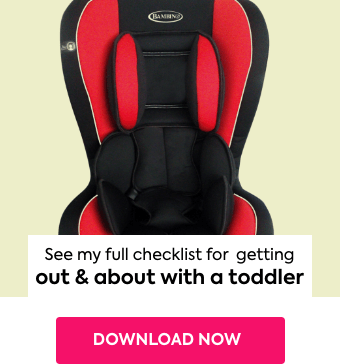 BAMBINO
See my full checklist for getting
out & about with a toddler
DOWNLOAD NOW